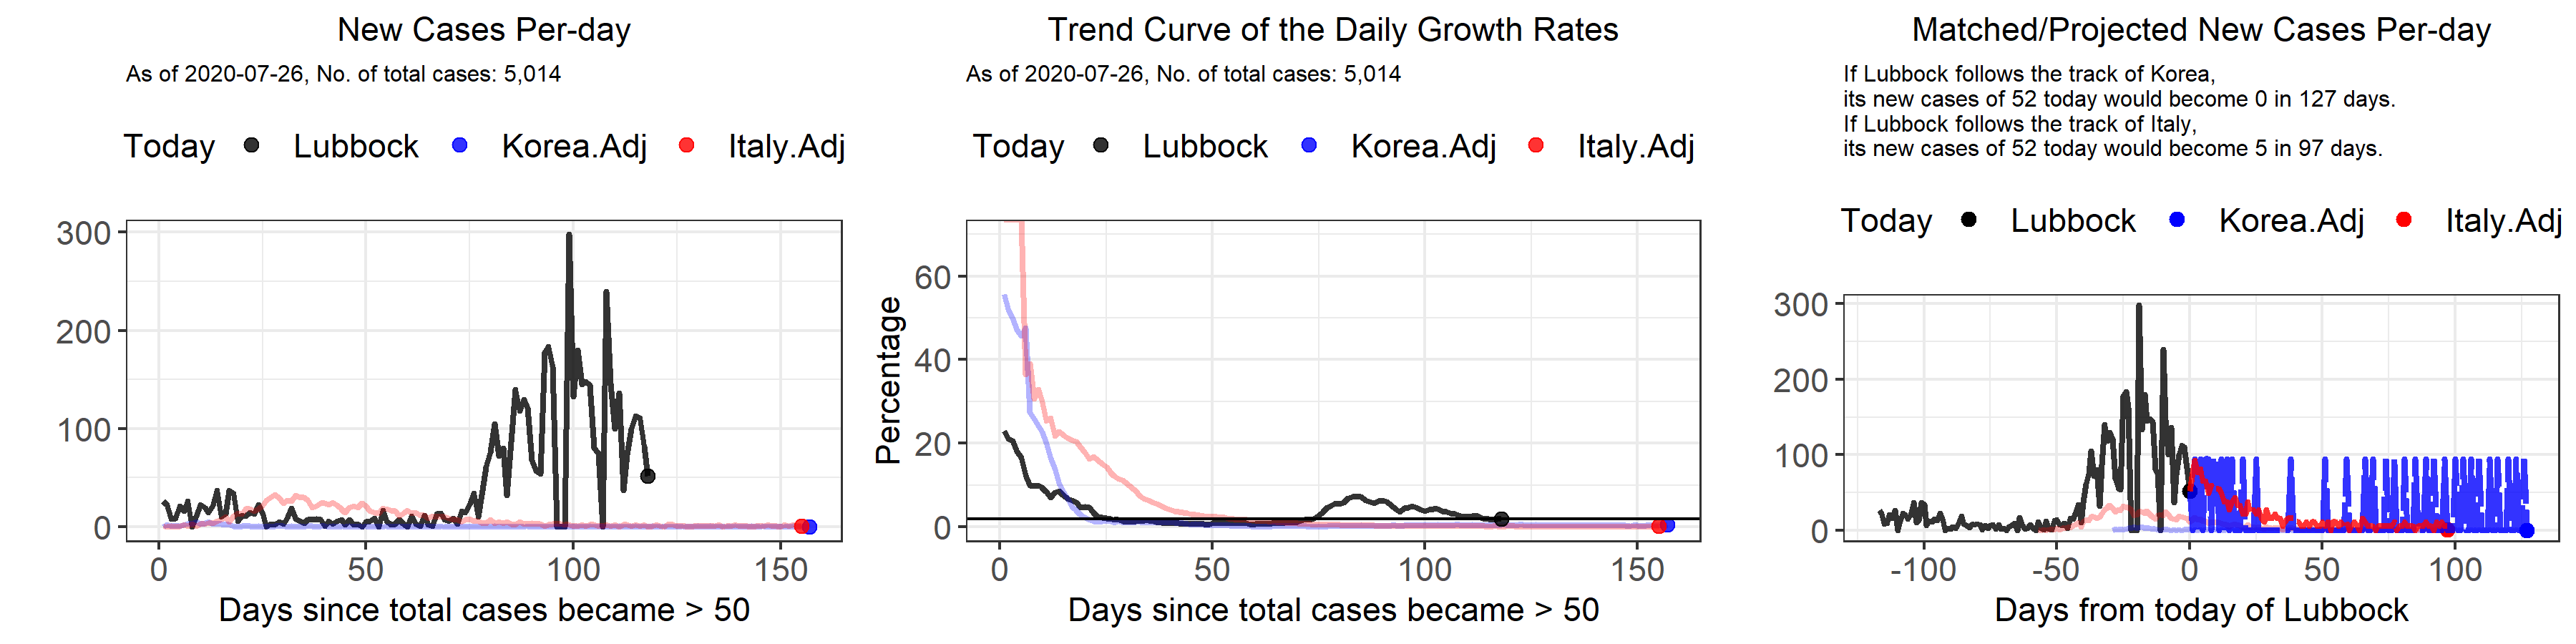 New Cases Per-day
As of 2020-07-26, No. of total cases: 5,014
Today Lubbock Korea.Adj Italy.Adj
300
200
100
0
0 50 100 150
Days since total cases became > 50
Trend Curve of the Daily Growth Rates
As of 2020-07-26, No. of total cases: 5,014
Today Lubbock Korea.Adj Italy.Adj
Percentage
60
40
20
0
0 50 100 150
Days since total cases became > 50
Matched/Projected New Cases Per-day
If Lubbock follows the track of Korea,
its new cases of 52 today would become 0 in 127 days.
If Lubbock follows the track of Italy,
its new cases of 52 today would become 5 in 97 days.
Today Lubbock Korea.Adj Italy.Adj
300
200
100
0
-100 -50 0 50 100
Days from today of Lubbock